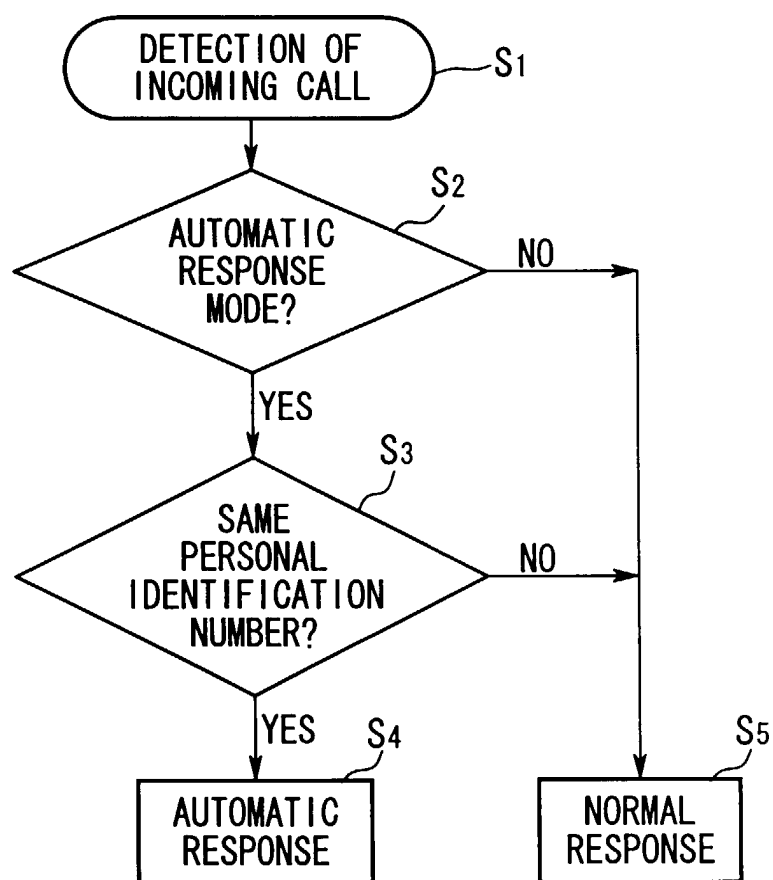 DETECTION OF
INCOMING CALL
S1
S2
AUTOMATIC
RESPONSE
MODE?
NO
YES
S3
SAME
PERSONAL
IDENTIFICATION
NUMBER?
NO
YES
S4
S5
AUTOMATIC
RESPONSE
NORMAL
RESPONSE